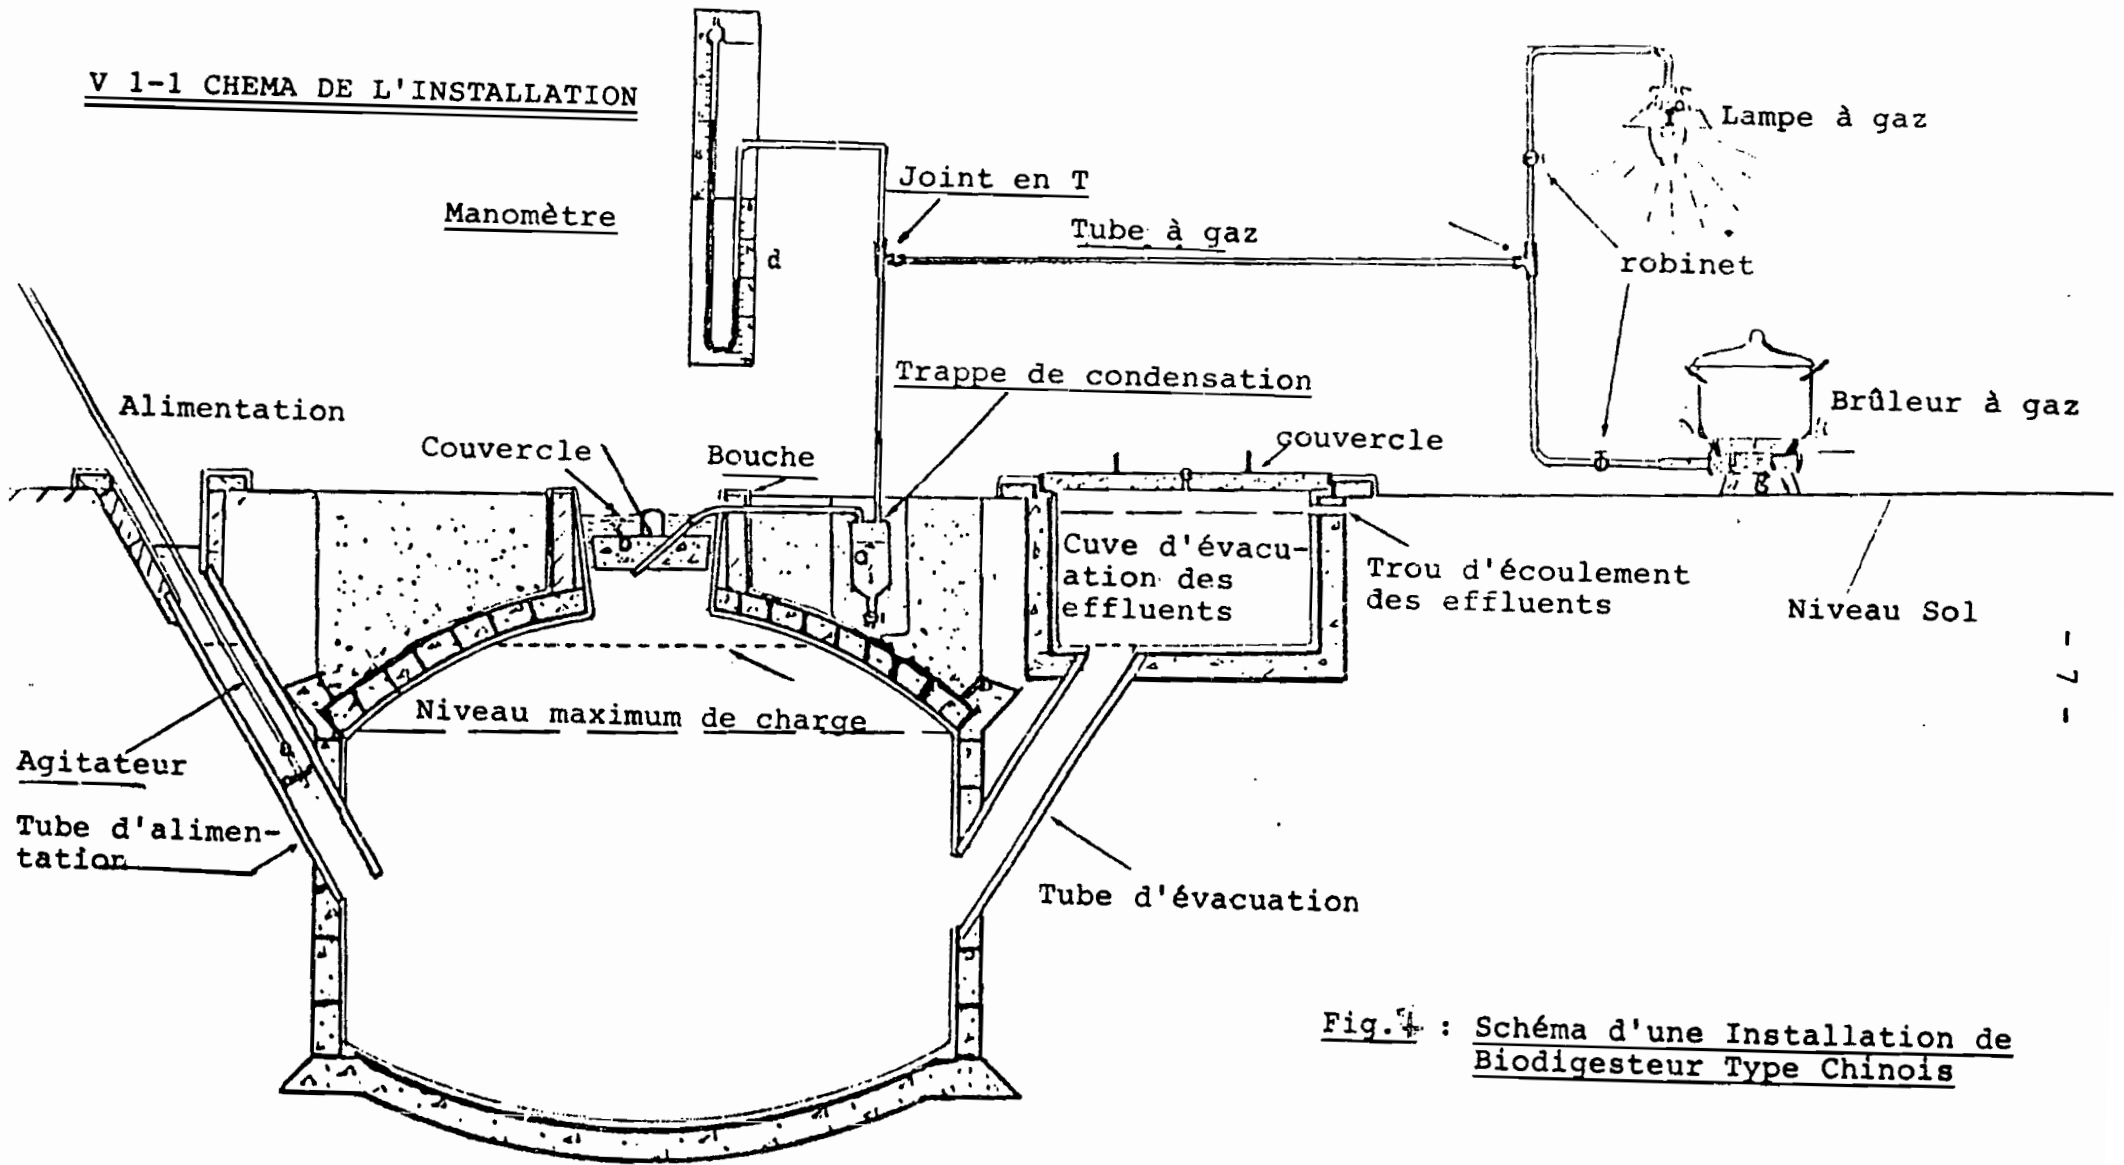 V 1-1 CHEMA DE L'INSTALLATION
Lampe à gaz
Joint en T
Manomètre
Tube à gaz
d
robinet
Trappe de condensation
Alimentation
Brûleur à gaz
Couvercle
Bouche
couvercle
Cuve d'évacu-
ation des
effluents
Trou d'écoulement
des effluents
Niveau Sol
- 7 -
Niveau maximum de charge
Agitateur
Tube d'alimen-
tation
Tube d'évacuation
Fig. : Schéma d'une Installation de
Biodigesteur Type Chinois